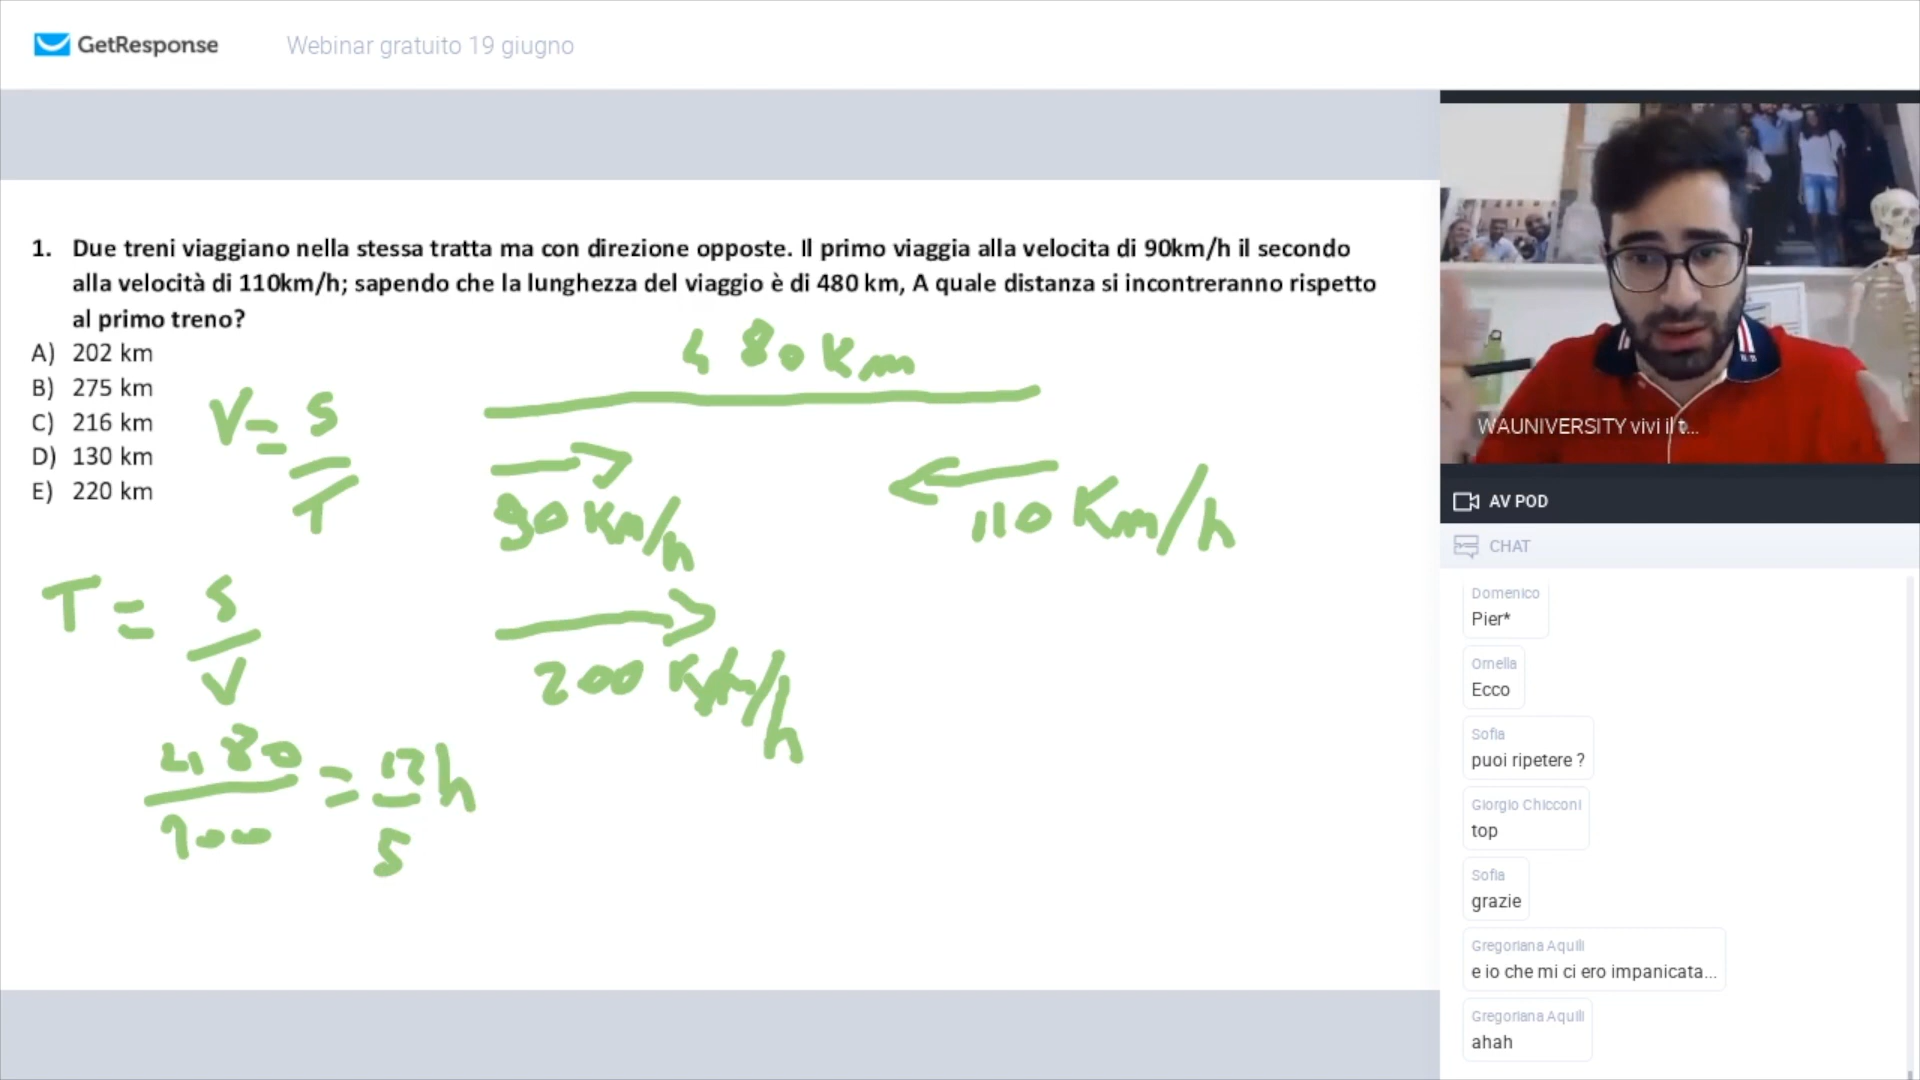 GetResponse
Webinar gratuito 19 giugno
1. Due treni viaggiano nella stessa tratta ma con direzione opposte. Il primo viaggia alla velocita di 90km/h il secondo
alla velocità di 110km/h; sapendo che la lunghezza del viaggio è di 480 km, A quale distanza si incontreranno rispetto
al primo treno?
A) 202 km
B) 275 km
C) 216 km
D) 130 km
E) 220 km
480 Km
V = S
T
90 Km/h
110 Km/h
T = S
V
200 Km/h
480 = 12 h
5
WAUNIVERSITY vivi il t...
AV POD
CHAT
Domenico
Pier*
Ornella
Ecco
Sofia
puoi ripetere ?
Giorgio Chicconi
top
Sofia
grazie
Gregoriana Aquili
e io che mi ci ero impanicata...
Gregoriana Aquili
ahah